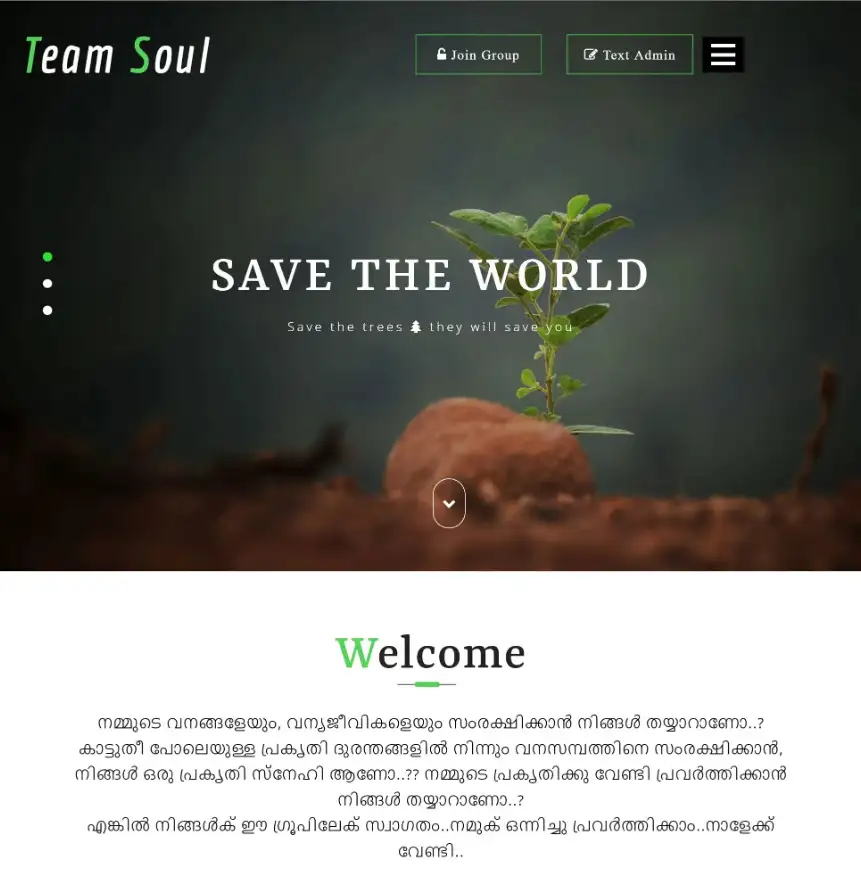 Team Soul
Join Group
Text Admin
SAVE THE WORLD
Save the trees they will save you
Welcome
നമ്മുടെ വനങ്ങളേയും, വന്യജീവികളെയും സംരക്ഷിക്കാൻ നിങ്ങൾ തയ്യാറാണോ..?
കാട്ടുതീ പോലെയുള്ള പ്രകൃതി ദുരന്തങ്ങളിൽ നിന്നും വനസമ്പത്തിനെ സംരക്ഷിക്കാൻ,
നിങ്ങൾ ഒരു പ്രകൃതി സ്നേഹി ആണോ..?? നമ്മുടെ പ്രകൃതിക്കു വേണ്ടി പ്രവർത്തിക്കാൻ
നിങ്ങൾ തയ്യാറാണോ..?
എങ്കിൽ നിങ്ങൾക് ഈ ഗ്രൂപിലേക് സ്വാഗതം..നമുക് ഒന്നിച്ചു പ്രവർത്തിക്കാം..നാളേക്ക്
വേണ്ടി..